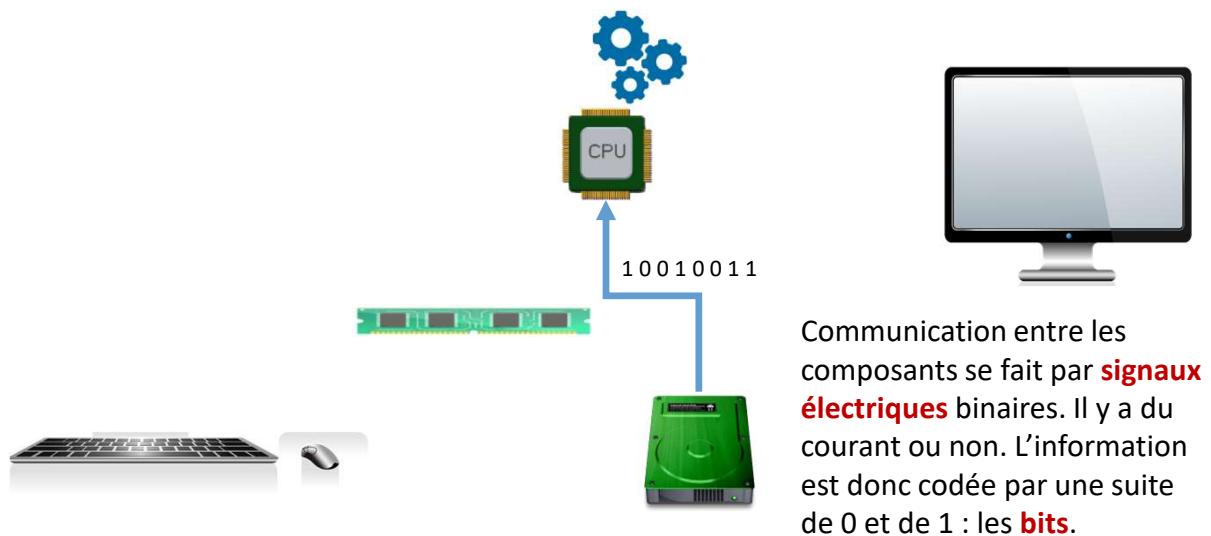 CPU
1 0 0 1 0 0 1 1
Communication entre les
composants se fait par signaux
électriques binaires. Il y a du
courant ou non. L’information
est donc codée par une suite
de 0 et de 1 : les bits.